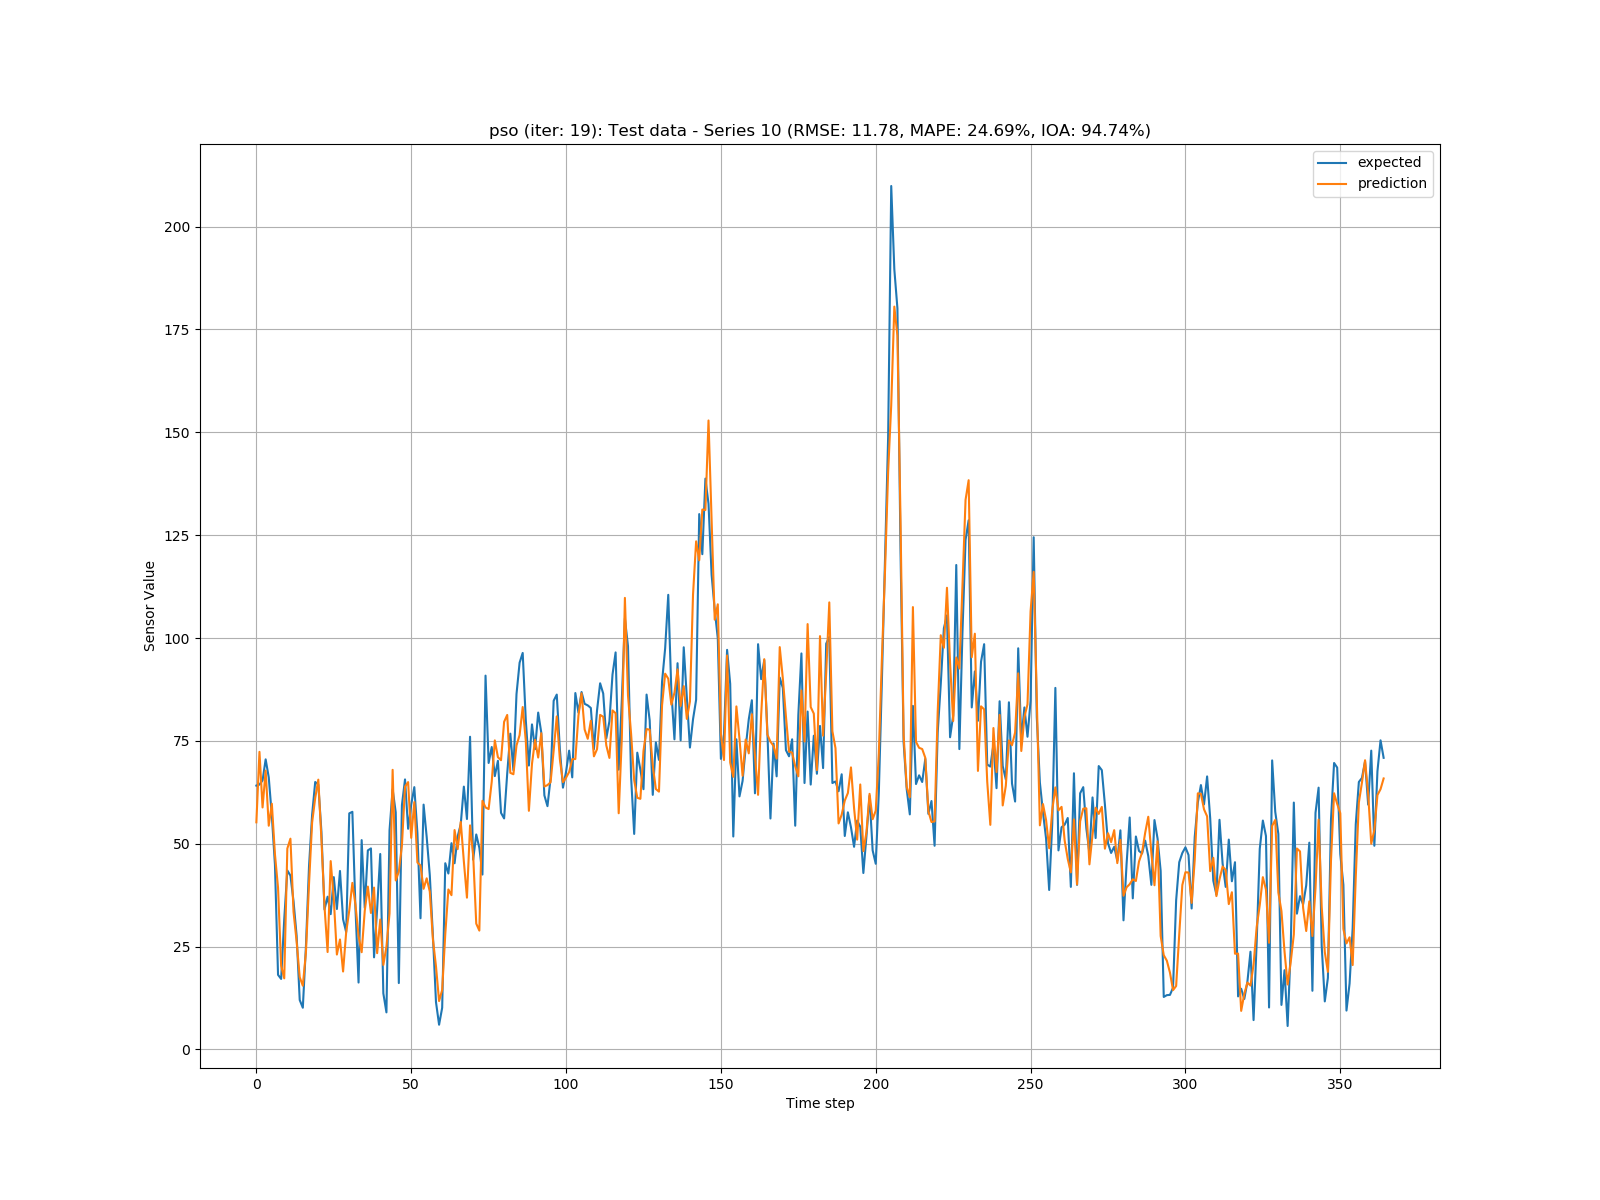 pso (iter: 19): Test data - Series 10 (RMSE: 11.78, MAPE: 24.69%, IOA: 94.74%)
expected
prediction
200
175
150
125
100
75
50
25
0
Sensor Value
0 50 100 150 200 250 300 350
Time step